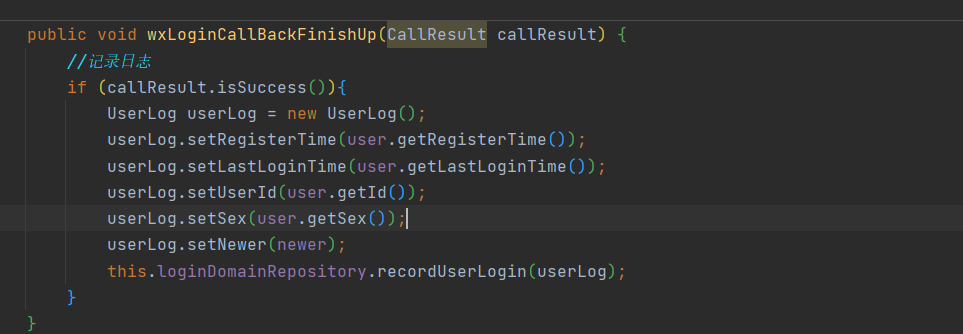 public void wxLoginCallBackFinishUp(CallResult callResult) {
//记录日志
if (callResult.isSuccess()){
UserLog userLog = new UserLog();
userLog.setRegisterTime(user.getRegisterTime());
userLog.setLastLoginTime(user.getLastLoginTime());
userLog.setUserId(user.getId());
userLog.setSex(user.getSex());
userLog.setNewer(newer);
this.loginDomainRepository.recordUserLogin(userLog);
}
}